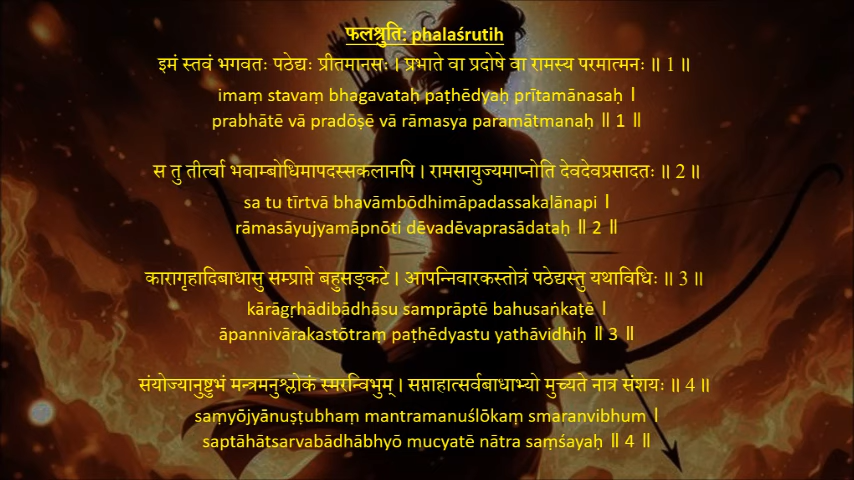 फलश्रुति: phalaśrutih
इमं स्तवं भगवतः पठेद्यः प्रीतमानसः । प्रभाते वा प्रदोषे वा रामस्य परमात्मनः ॥ 1 ॥
imaṃ stavaṃ bhagavataḥ paṭhēdyaḥ prītamānasaḥ ।
prabhātē vā pradōṣē vā rāmasya paramātmanaḥ ॥ 1 ॥
स तु तीर्त्वा भवाम्बोधिमापदस्सकलानपि । रामसायुज्यमाप्नोति देवदेवप्रसादतः ॥ 2 ॥
sa tu tīrtvā bhavāmbōdhimāpadassakalānapi ।
rāmasāyujyamāpnōti dēvadēvaprasādataḥ ॥ 2 ॥
कारागृहादिबाधासु सम्प्राप्ते बहुसङ्कटे । आपन्निवारकस्तोत्रं पठेद्यस्तु यथाविधिः ॥ 3 ॥
kārāgṛhādibādhāsu samprāptē bahusaṅkaṭē ।
āpannivārakastōtraṃ paṭhēdyastu yathāvidhiḥ ॥ 3 ॥
संयोज्यानुष्टुभं मन्त्रमनुश्लोकं स्मरन्विभुम् । सप्ताहात्सर्वबाधाभ्यो मुच्यते नात्र संशयः ॥ 4 ॥
saṃyōjyānuṣṭubhaṃ mantramanuślōkaṃ smaranvibhum ।
saptāhātsarvabādhābhyō mucyatē nātra saṃśayaḥ ॥ 4 ॥